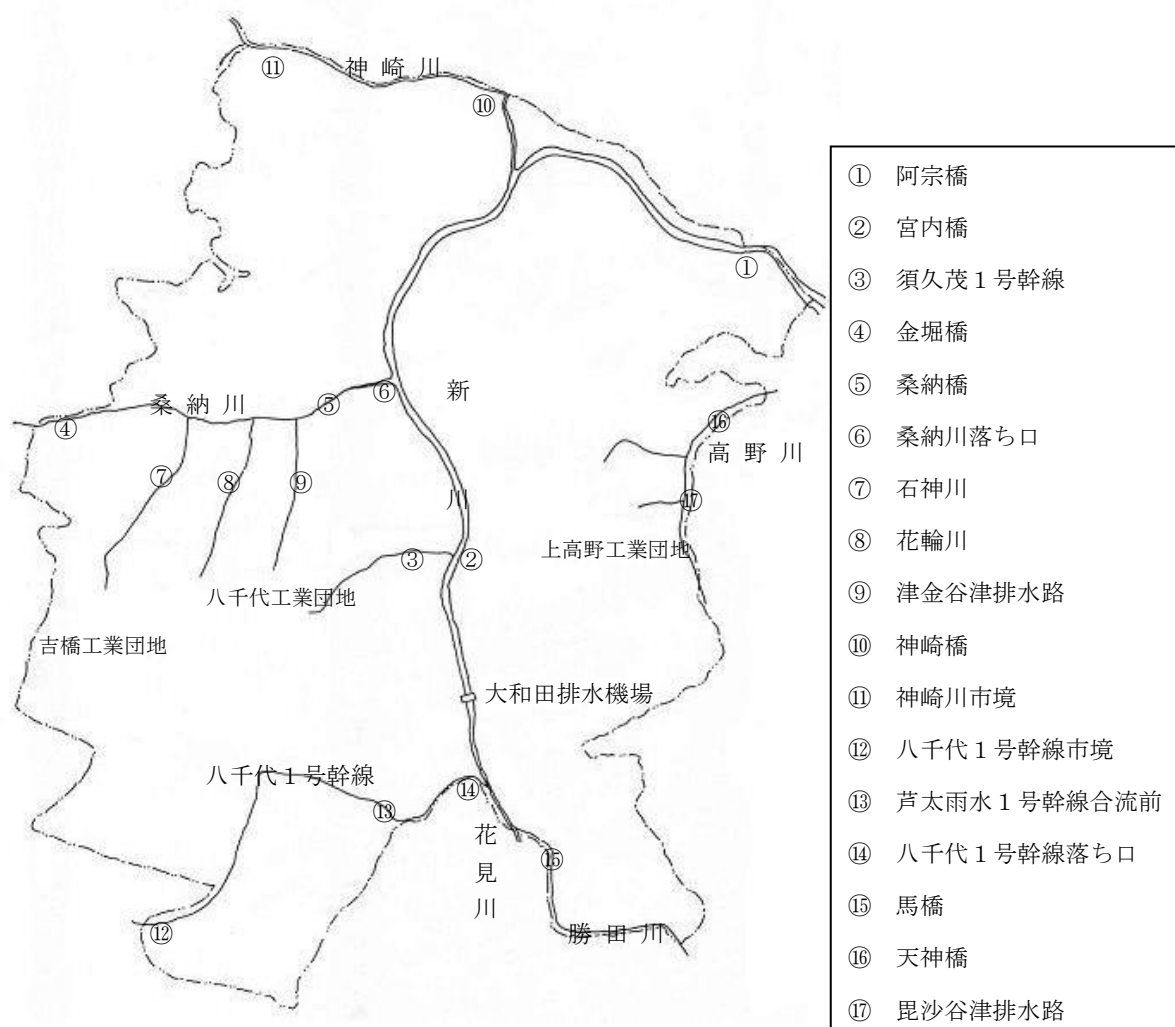 ⑪
神崎川
⑩
①
新
川
桑納川
④
⑤
⑥
⑦
⑧
⑨
⑯
高野川
⑰
上高野工業団地
③
②
八千代工業団地
吉橋工業団地
大和田排水機場
八千代1号幹線
⑬
⑭
花見川
⑮
⑫
勝田川
① 阿宗橋
② 宮内橋
③ 須久茂1号幹線
④ 金堀橋
⑤ 桑納橋
⑥ 桑納川落ち口
⑦ 石神川
⑧ 花輪川
⑨ 津金谷津排水路
⑩ 神崎橋
⑪ 神崎川市境
⑫ 八千代1号幹線市境
⑬ 芦太雨水1号幹線合流前
⑭ 八千代1号幹線落ち口
⑮ 馬橋
⑯ 天神橋
⑰ 毘沙谷津排水路